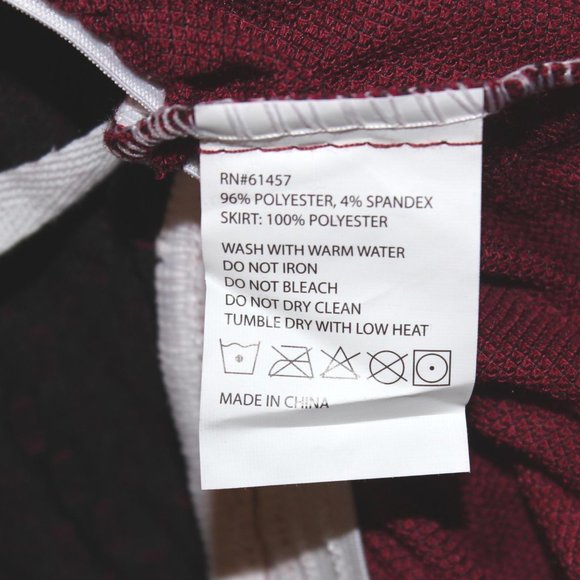 RN#61457
96% POLYESTER, 4% SPANDEX
SKIRT: 100% POLYESTER
WASH WITH WARM WATER
DO NOT IRON
DO NOT BLEACH
DO NOT DRY CLEAN
TUMBLE DRY WITH LOW HEAT
MADE IN CHINA